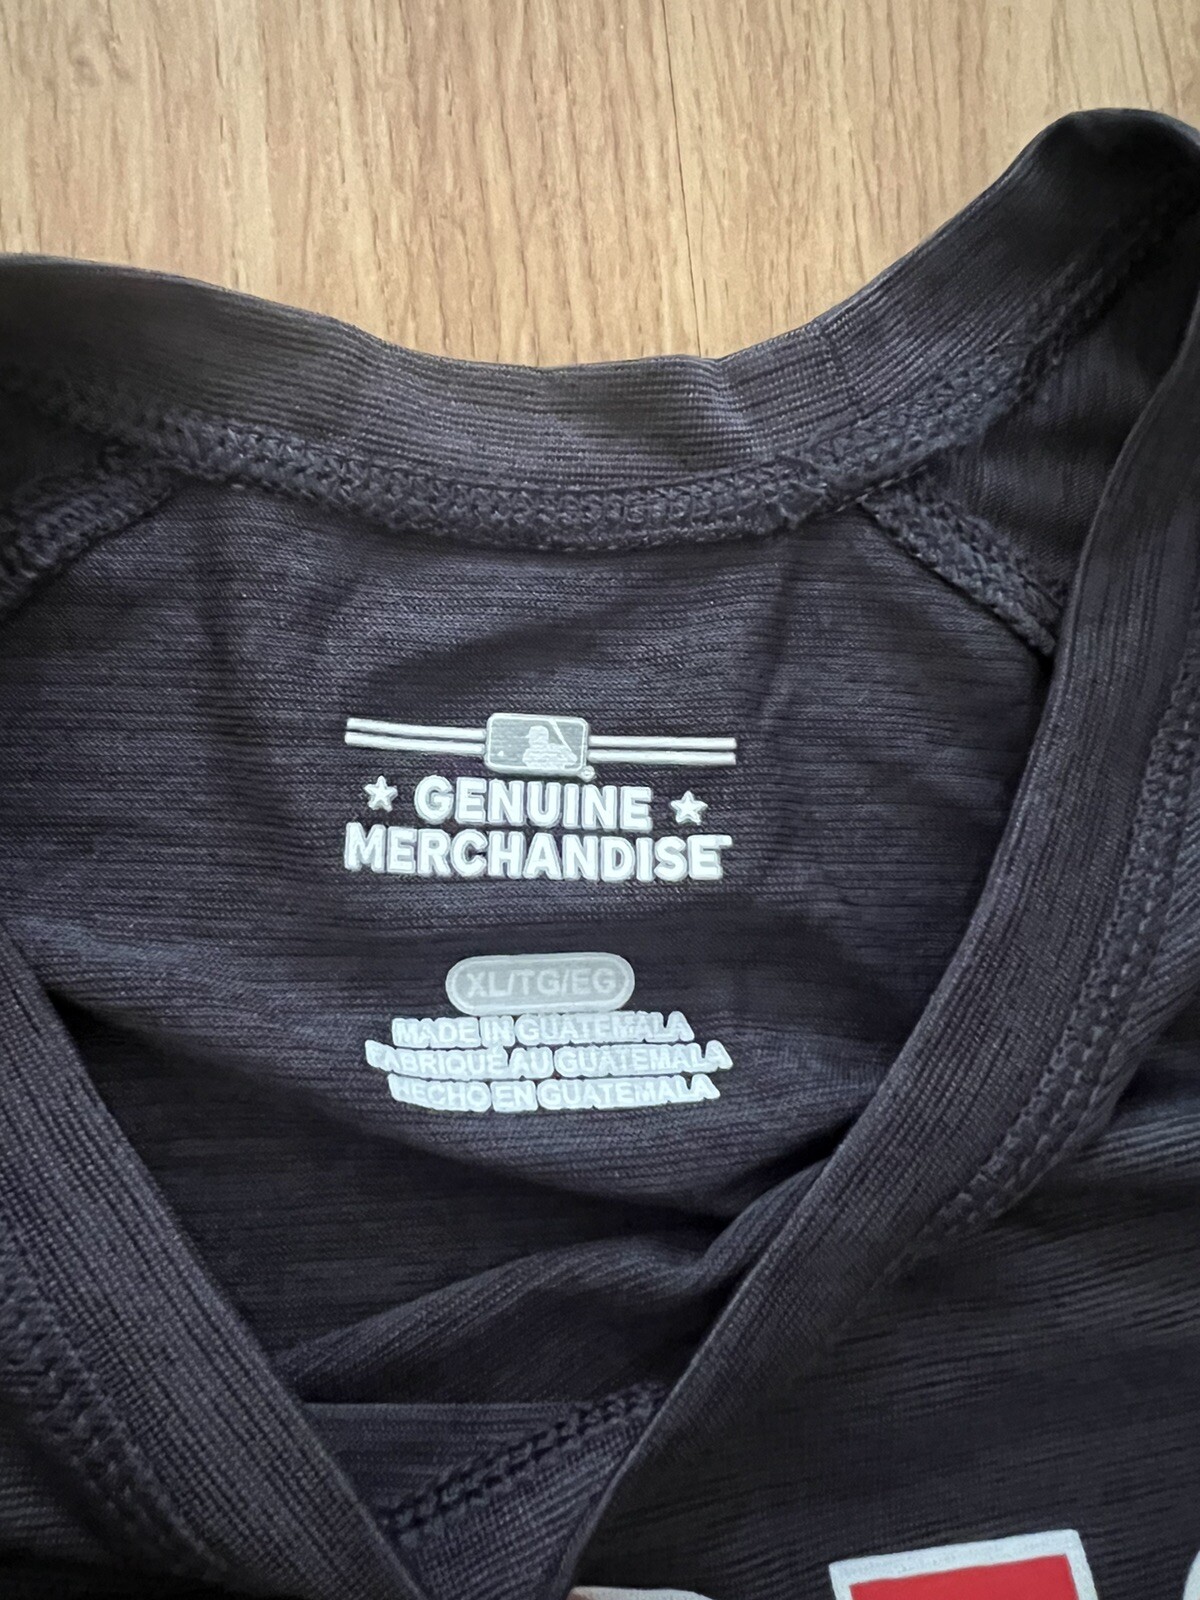 GENUINE
MERCHANDISE
XL/TG/EG
MADE IN GUATEMALA
FABRIQUÉ AU GUATEMALA
HECHO EN GUATEMALA